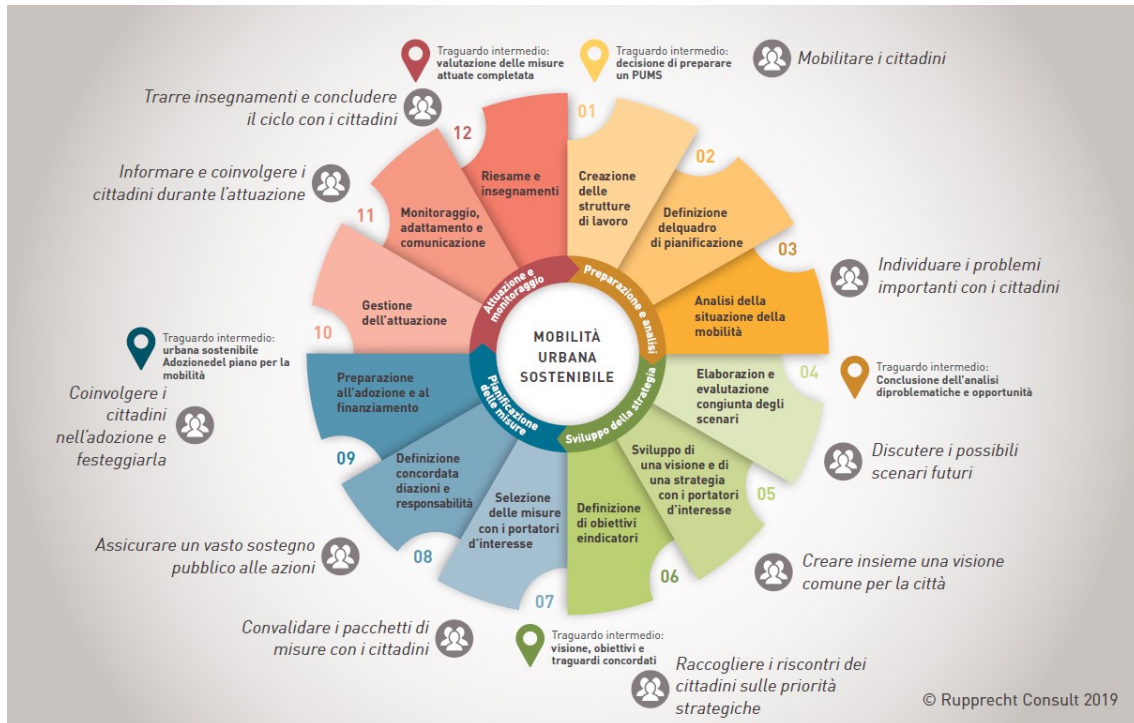 Traguardo intermedio:
valutazione delle misure
attuate completata
Traguardo intermedio:
decisione di preparare
un PUMS
Mobilitare i cittadini
Trarre insegnamenti e concludere
il ciclo con i cittadini
Informare e coinvolgere i
cittadini durante l'attuazione
12
Riesame e
insegnamenti
01
Creazione
delle
strutture
di lavoro
02
Definizione
delquadro
di pianificazione
03
Analisi della
situazione della
mobilità
Individuare i problemi
importanti con i cittadini
11
Monitoraggio,
adattamento e
comunicazione
10
Gestione
dell'attuazione
Attuazione e
monitoraggio
Preparazione e analisi
MOBILITÀ
URBANA
SOSTENIBILE
Pianificazione
delle misure
Sviluppo della strategia
Traguardo intermedio:
urbana sostenibile
Adozionedel piano per la
mobilità
Coinvolgere i
cittadini
nell'adozione e
festeggiarla
09
Preparazione
all'adozione e al
finanziamento
04
Elaborazion e
evalutazione
congiunta degli
scenari
Traguardo intermedio:
Conclusione dell'analisi
diproblematiche e opportunità
Discutere i possibili
scenari futuri
08
Definizione
concordata
diazioni e
responsabilità
07
Selezione
delle misure
con i portatori
d'interesse
06
Definizione
di obiettivi
eindicatori
05
Sviluppo di
una visione e di
una strategia
con i portatori
d'interesse
Assicurare un vasto sostegno
pubblico alle azioni
Creare insieme una visione
comune per la città
Convalidare i pacchetti di
misure con i cittadini
Traguardo intermedio:
visione, obiettivi e
traguardi concordati
Raccogliere i riscontri dei
cittadini sulle priorità
strategiche
© Rupprecht Consult 2019